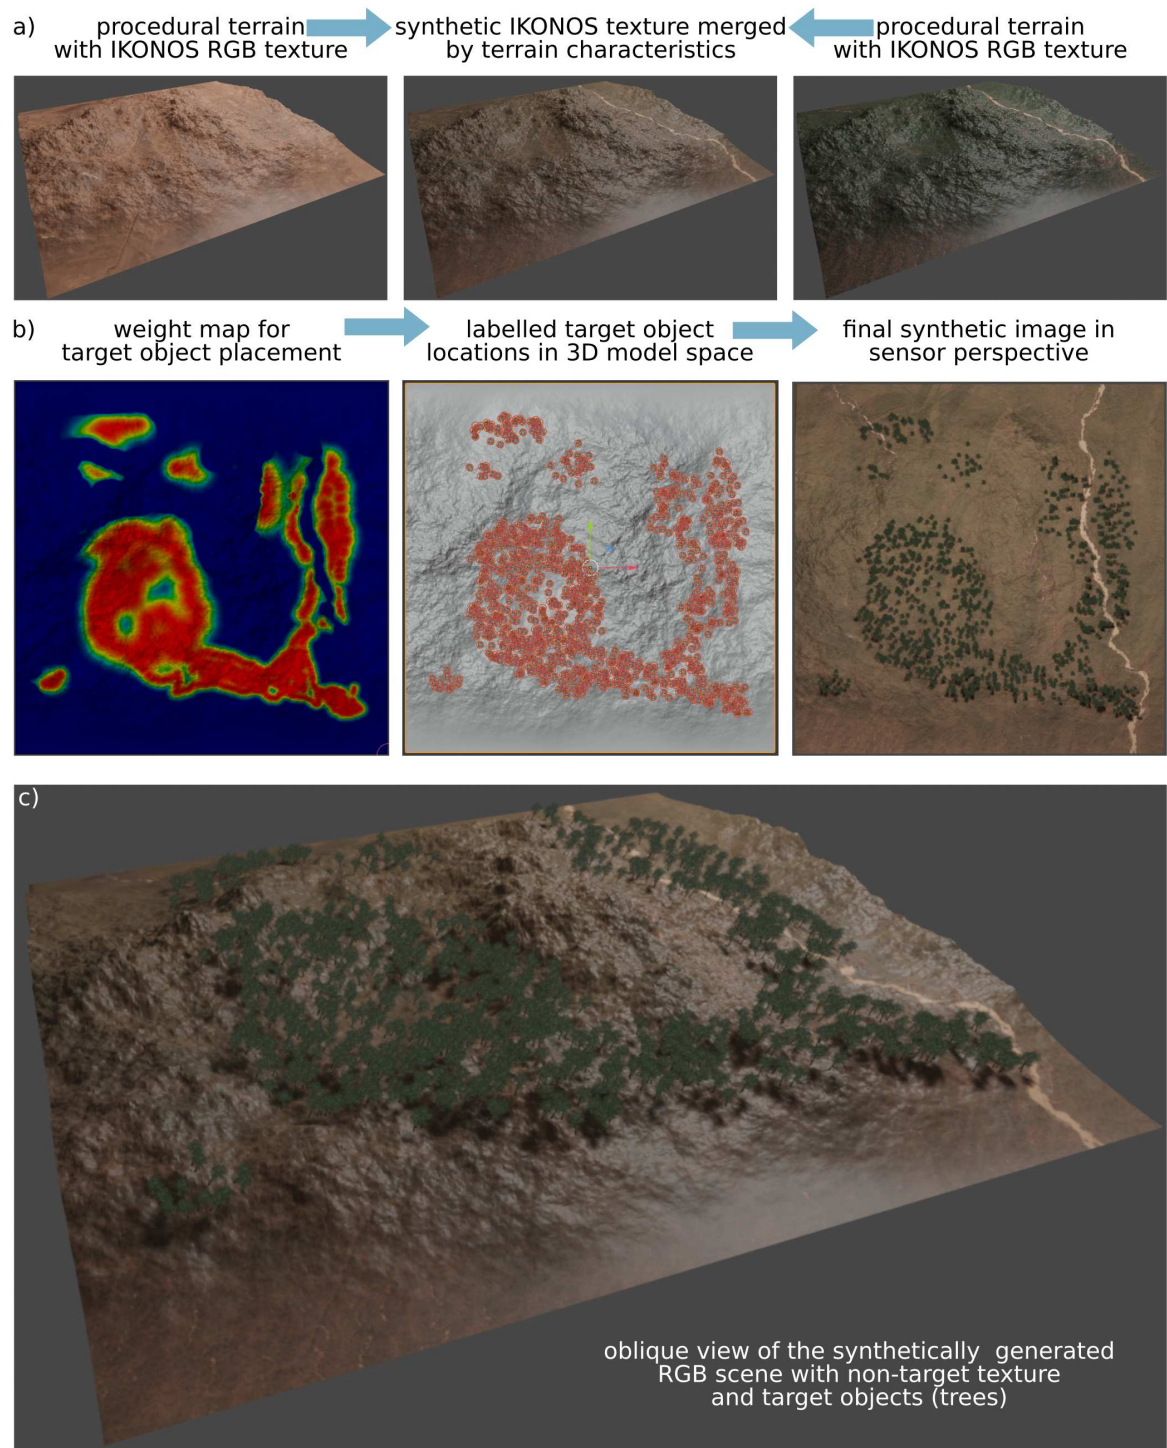 a)
procedural terrain
with IKONOS RGB texture
synthetic IKONOS texture merged
by terrain characteristics
procedural terrain
with IKONOS RGB texture
b)
weight map for
target object placement
labelled target object
locations in 3D model space
final synthetic image in
sensor perspective
c)
oblique view of the synthetically  generated
RGB scene with non-target texture
and target objects (trees)